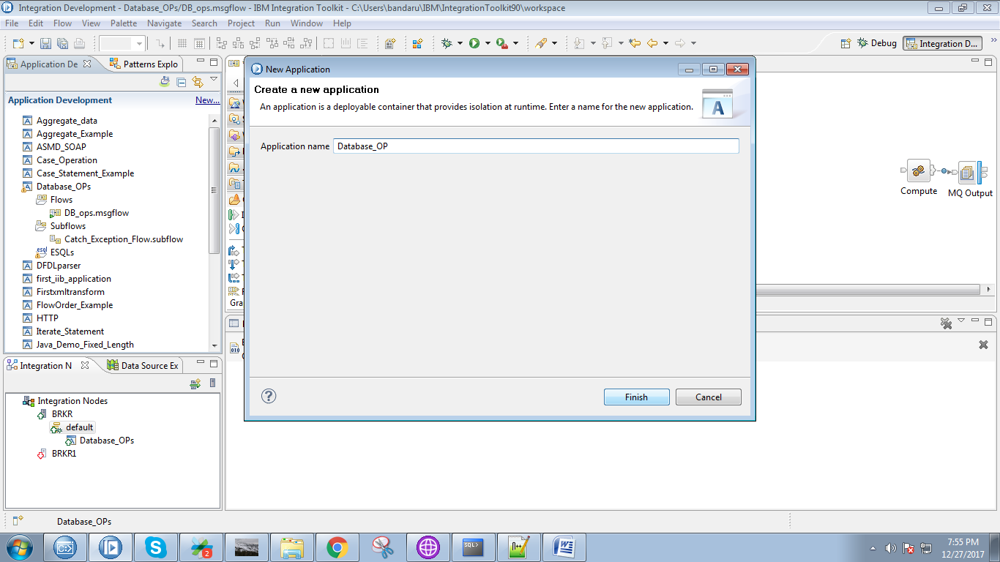 Integration Development - Database_OPs/DB_ops.msgflow - IBM Integration Toolkit - C:\Users\bandaru\IBM\IntegrationToolkit90\workspace
File Edit Flow View Palette Navigate Search Project Run Window Help
Debug
Integration D...
Application De
Patterns Explo
Application Development
New...
Aggregate_data
Aggregate_Example
ASMD_SOAP
Case_Operation
Case_Statement_Example
Database_OPs
Flows
DB_ops.msgflow
Subflows
Catch_Exception_Flow.subflow
ESQLs
DFDLparser
first_iib_application
Firstxmltransform
FlowOrder_Example
HTTP
Iterate_Statement
Java_Demo_Fixed_Length
Gra
New Application
Create a new application
An application is a deployable container that provides isolation at runtime. Enter a name for the new application.
Application name
Database_OP
Finish
Cancel
Compute
MQ Output
Integration N
Data Source Ex
Integration Nodes
BRKR
default
Database_OPs
BRKR1
Database_OPs
7:55 PM
12/27/2017